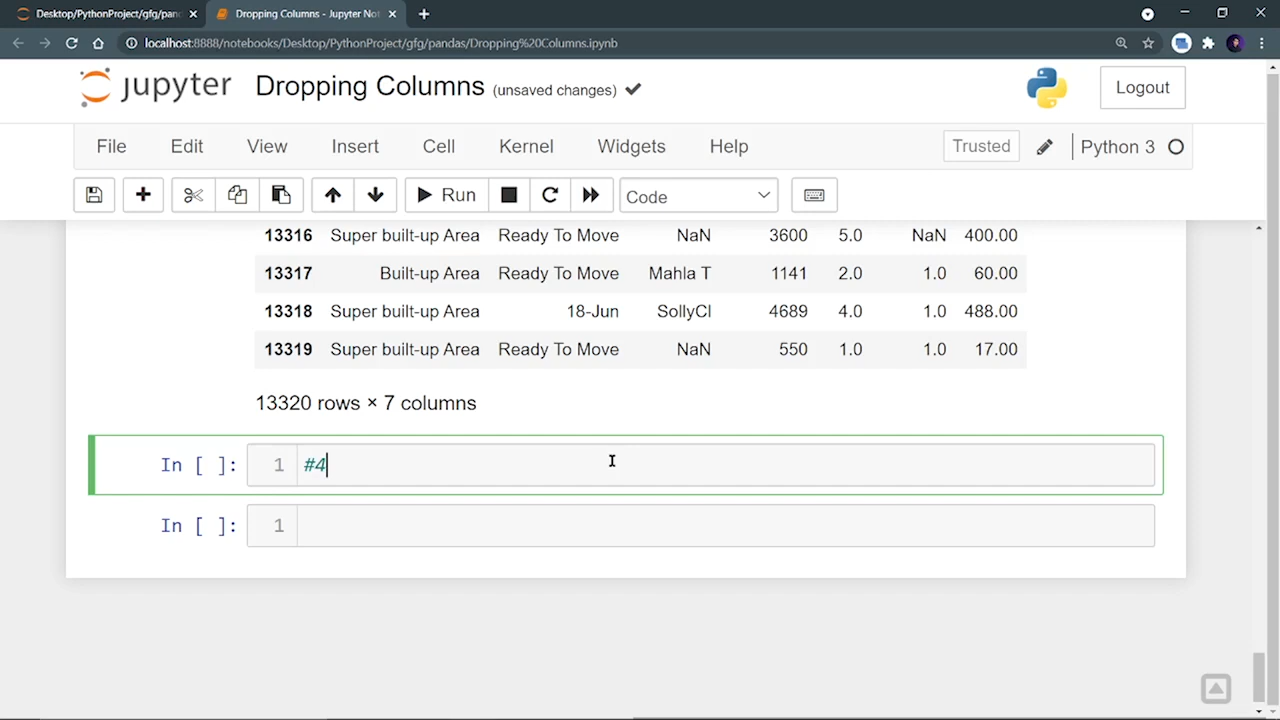 Desktop/PythonProject/gfg/pand
Dropping Columns - Jupyter Not
localhost:8888/notebooks/Desktop/PythonProject/gfg/pandas/Dropping%20Columns.ipynb
jupyter Dropping Columns (unsaved changes) Logout
File Edit View Insert Cell Kernel Widgets Help Trusted Python 3
Run Code
13316 Super built-up Area Ready To Move NaN 3600 5.0 NaN 400.00
13317 Built-up Area Ready To Move Mahla T 1141 2.0 1.0 60.00
13318 Super built-up Area 18-Jun SollyCl 4689 4.0 1.0 488.00
13319 Super built-up Area Ready To Move NaN 550 1.0 1.0 17.00
13320 rows × 7 columns
In [ ]: 1 #4
In [ ]: 1